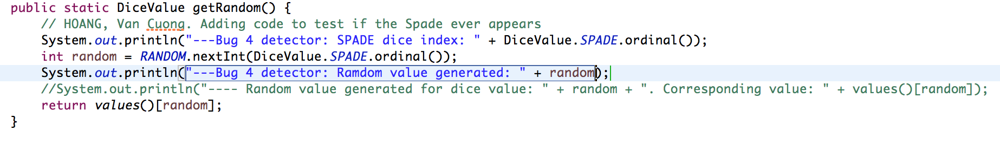 public static DiceValue getRandom() {
// HOANG, Van Cuong. Adding code to test if the Spade ever appears
System.out.println("---Bug 4 detector: SPADE dice index: " + DiceValue.SPADE.ordinal());
int random = RANDOM.nextInt(DiceValue.SPADE.ordinal());
System.out.println("---Bug 4 detector: Ramdom value generated: " + random);
//System.out.println("---- Random value generated for dice value: " + random + ". Corresponding value: " + values()[random]);
return values()[random];
}